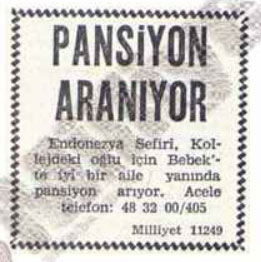 PANSİYON
ARANIYOR
Endonezya Sefiri, Kol-
lejdeki oğlu için Bebek'-
te iyi bir aile yanında
pansiyon arıyor. Acele
telefon: 48 32 00/405
Milliyet 11249